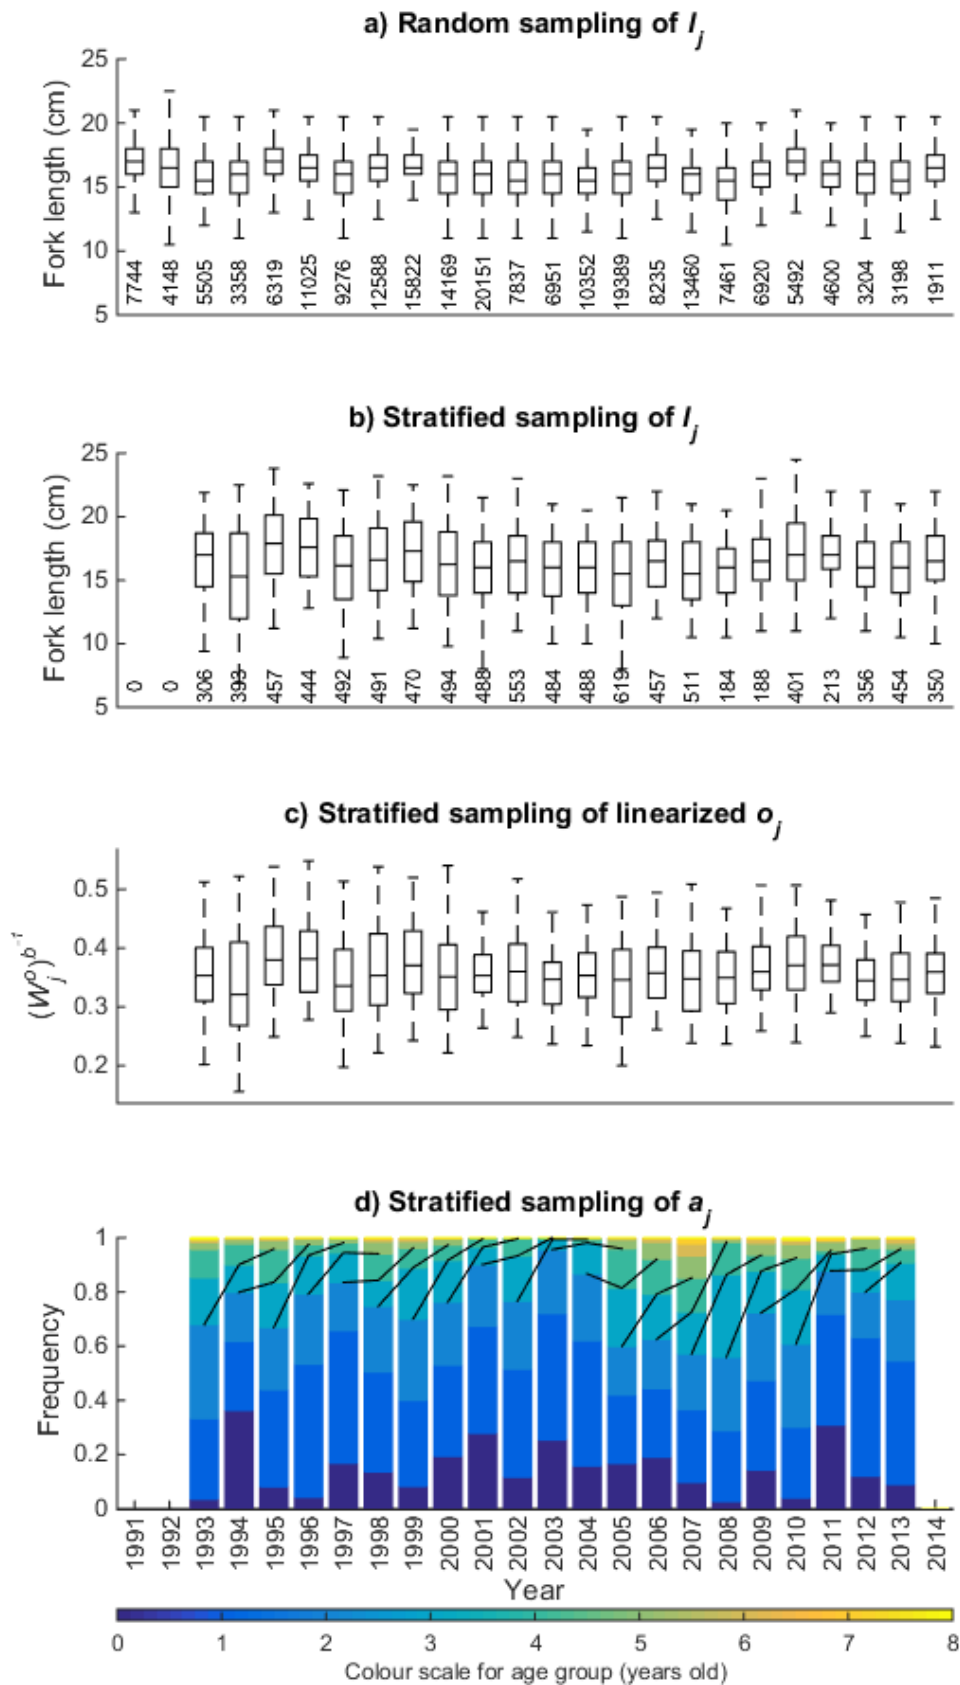 a) Random sampling of l_j
25
20
15
10
5
Fork length (cm)
7744 4148 5505 3358 6319 11025 9276 12588 15822 14169 20151 7837 6951 10352 19389 8235 13460 7461 6920 5492 4600 3204 3198 1911
b) Stratified sampling of l_j
25
20
15
10
5
Fork length (cm)
0 0 306 393 457 444 492 491 470 494 488 553 484 488 619 457 511 184 188 401 213 356 454 350
c) Stratified sampling of linearized o_j
0.5
0.4
0.3
0.2
(W_j^o)^{b^{-1}}
d) Stratified sampling of a_j
1
0.8
0.6
0.4
0.2
0
Frequency
1991 1992 1993 1994 1995 1996 1997 1998 1999 2000 2001 2002 2003 2004 2005 2006 2007 2008 2009 2010 2011 2012 2013 2014
Year
0 1 2 3 4 5 6 7 8
Colour scale for age group (years old)